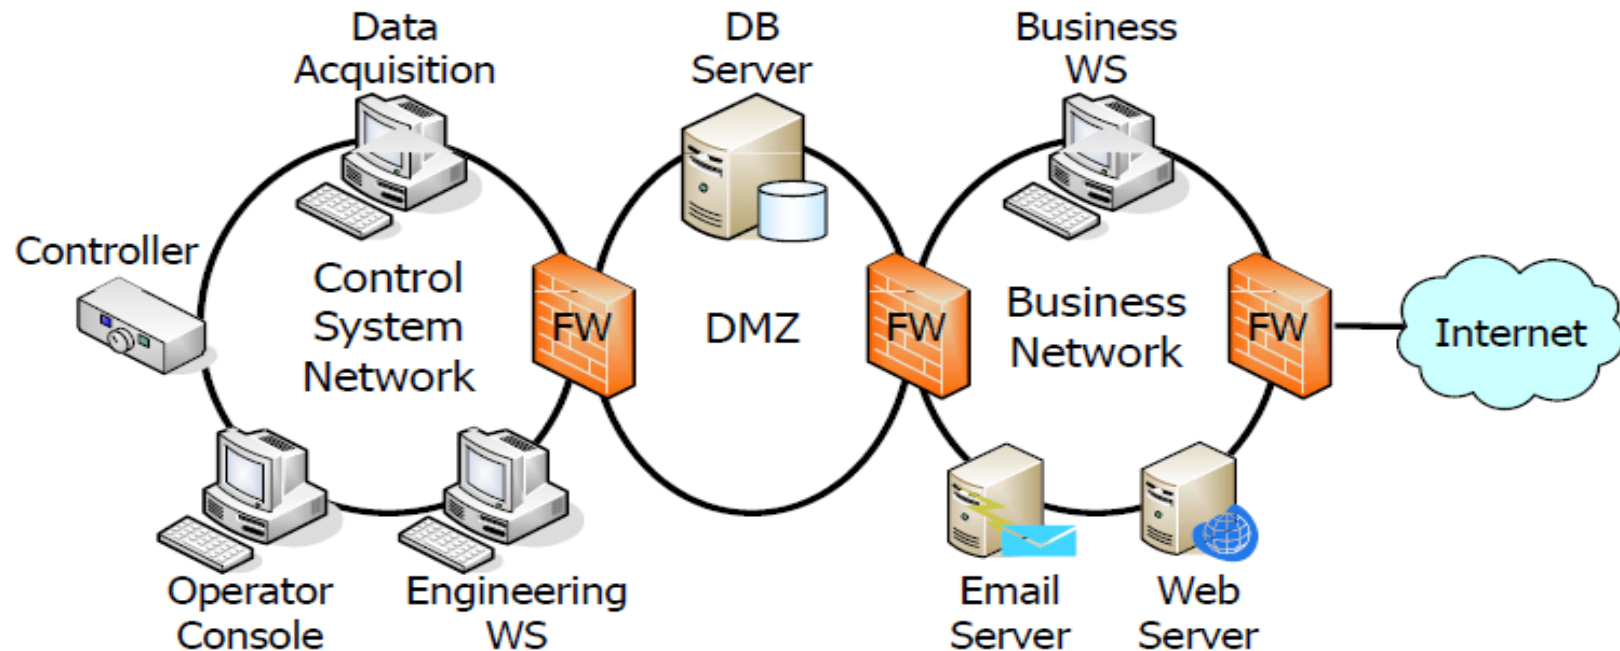 Data
Acquisition
DB
Server
Business
WS
Controller
Control
System
Network
FW
DMZ
FW
Business
Network
FW
Internet
Operator
Console
Engineering
WS
Email
Server
Web
Server